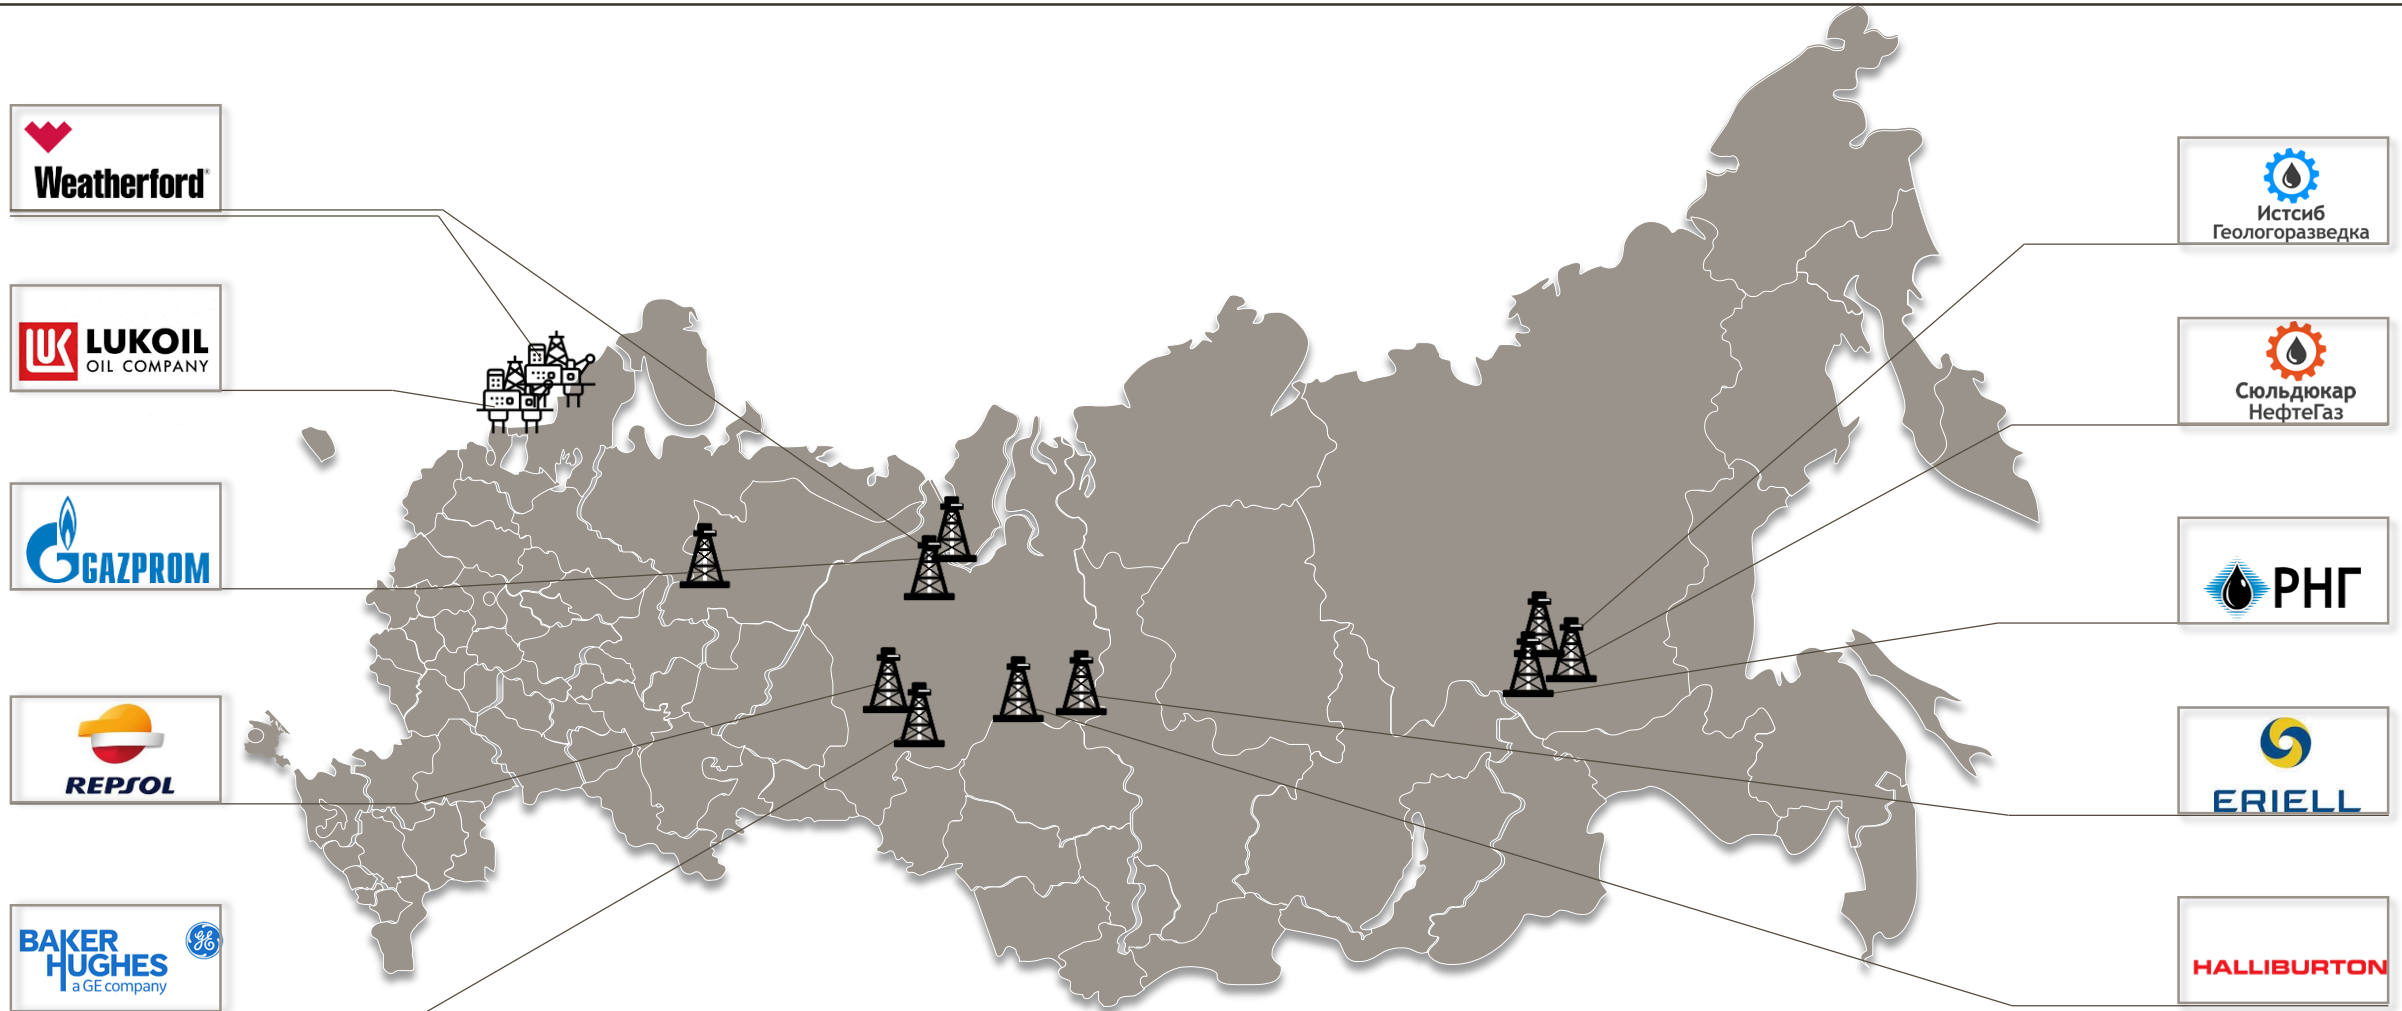 Weatherford
LUKOIL
OIL COMPANY
GAZPROM
REPSOL
BAKER
HUGHES
a GE company
Истсиб
Геологоразведка
Сюльдюкар
НефтеГаз
РНГ
ERIELL
HALLIBURTON